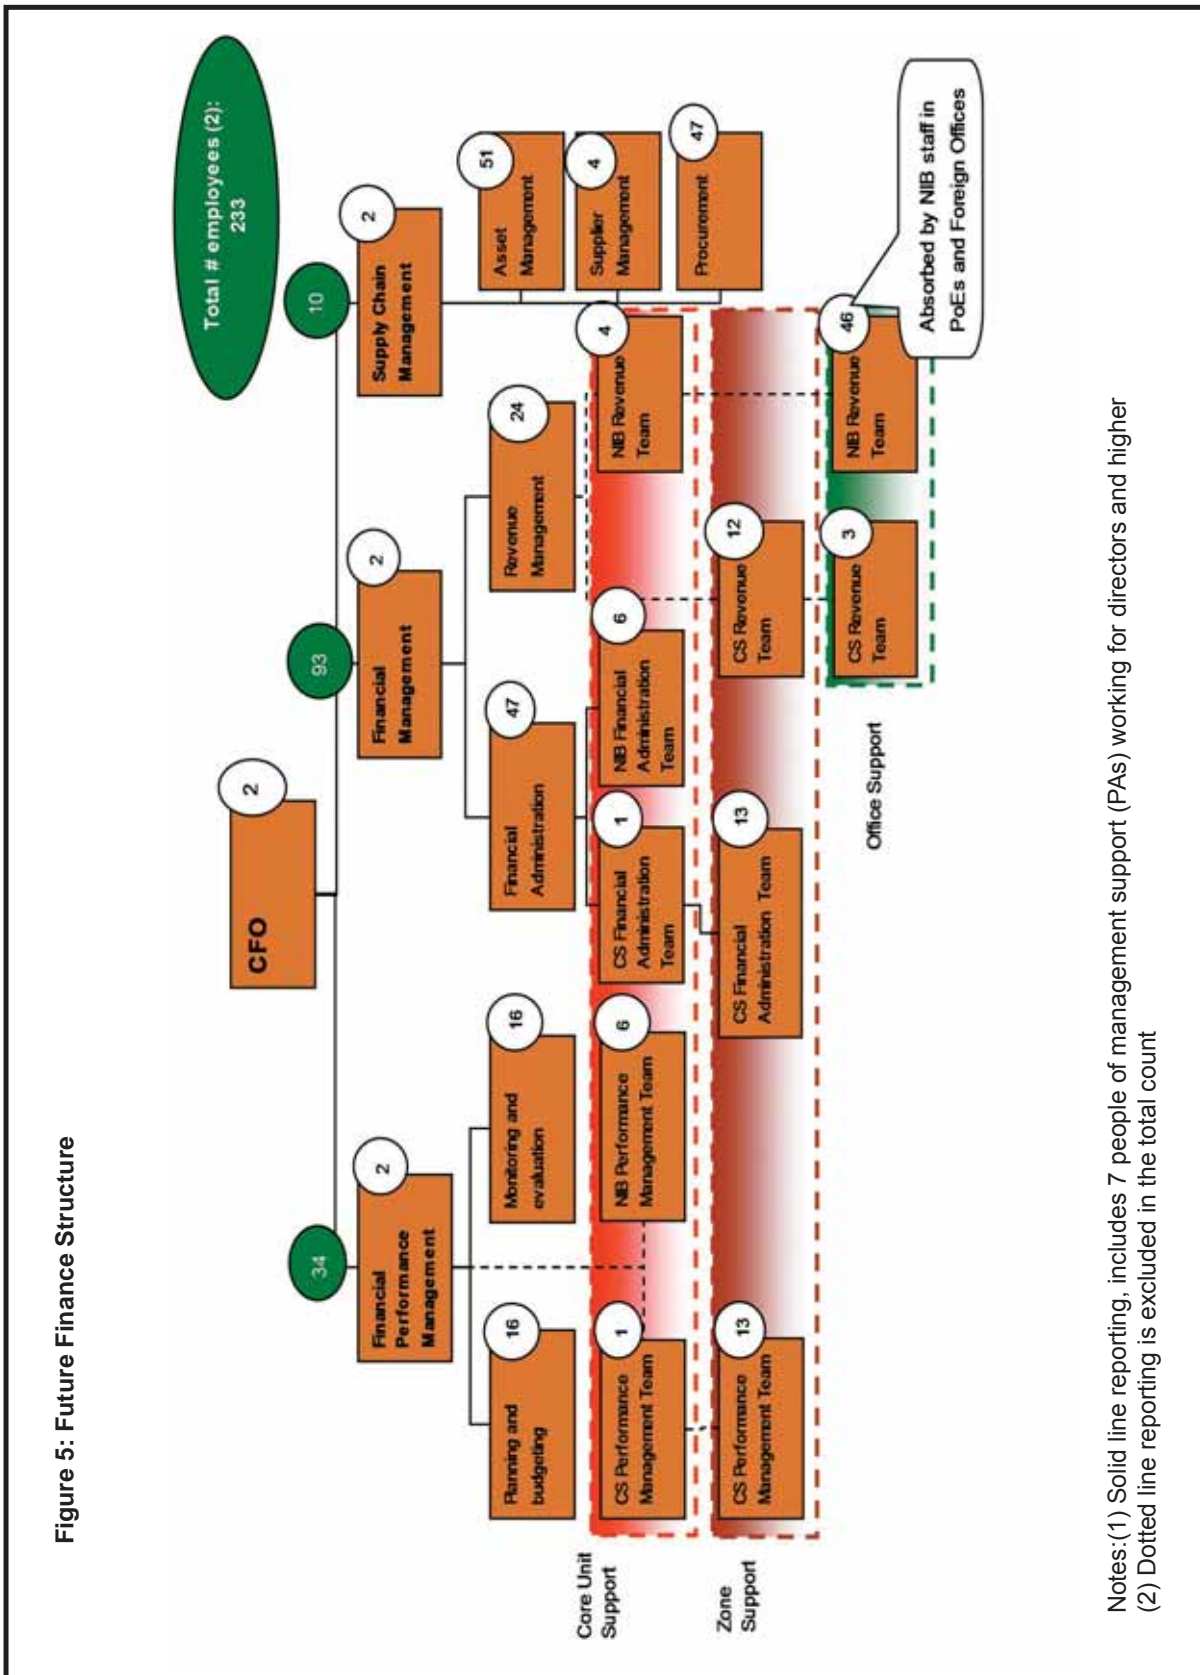 Figure 5: Future Finance Structure
Total # employees (2):
233
CFO
2
34
93
10
Financial
Performance
Management
2
Financial
Management
2
Supply Chain
Management
2
Planning and
budgeting
16
Monitoring and
evaluation
16
Financial
Administration
47
Revenue
Management
24
Asset
Management
51
Supplier
Management
4
Procurement
47
Core Unit
Support
CS Performance
Management Team
1
NIB Performance
Management Team
6
CS Financial
Administration
Team
1
NIB Financial
Administration
Team
6
NIB Revenue
Team
4
Zone
Support
CS Performance
Management Team
13
CS Financial
Administration Team
13
CS Revenue
Team
12
Office Support
CS Revenue
Team
3
NIB Revenue
Team
46
Absorbed by NIB staff in
PoEs and Foreign Offices
Notes:(1) Solid line reporting, includes 7 people of management support (PAs) working for directors and higher
(2) Dotted line reporting is excluded in the total count